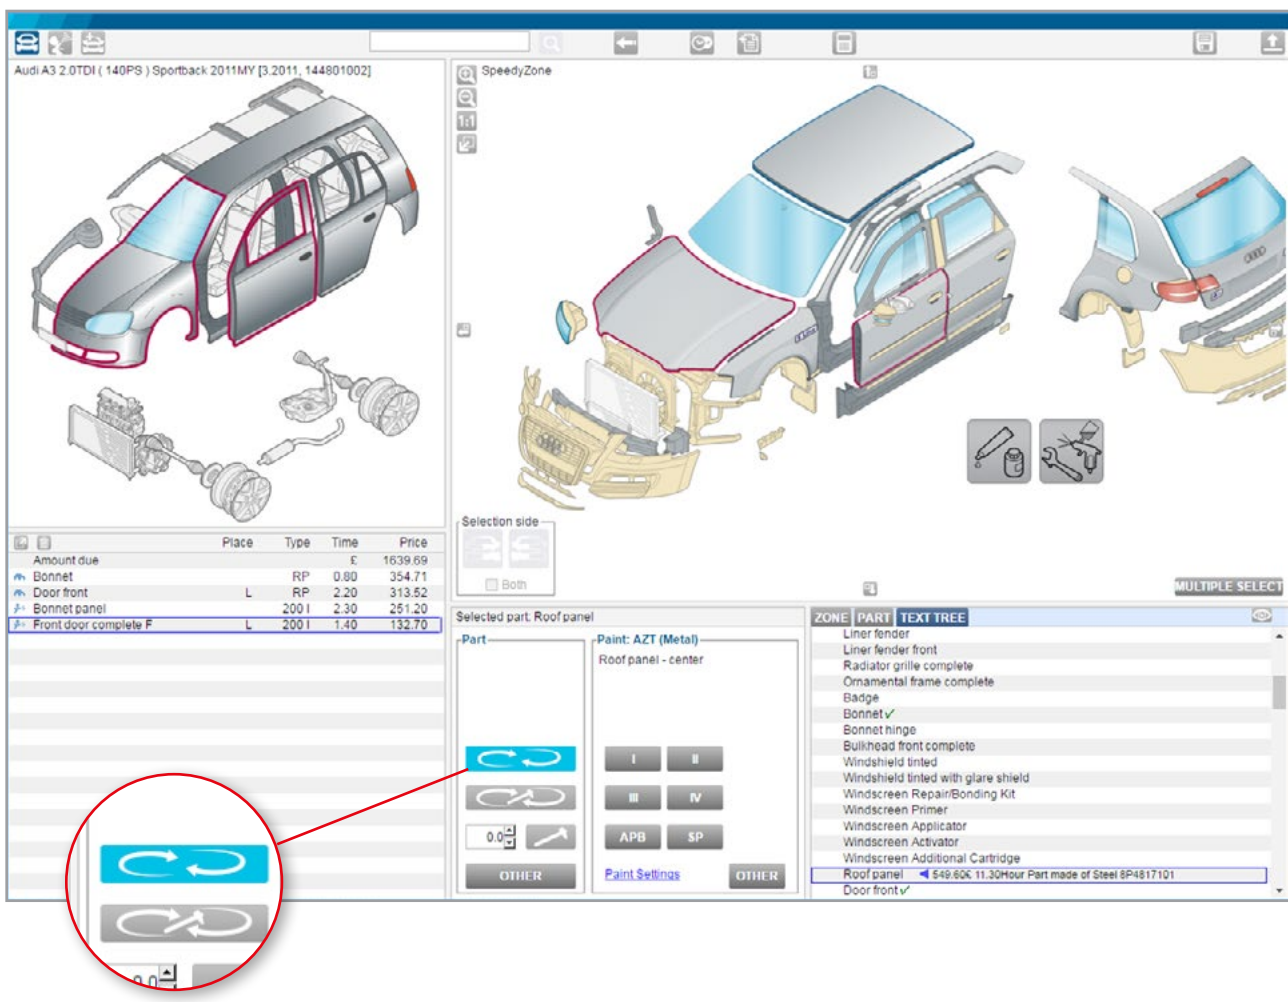 Audi A3 2.0TDI ( 140PS ) Sportback 2011MY [3.2011, 144801002]
SpeedyZone
1:1
Selection side
Both
MULTIPLE SELECT
Place Type Time Price
Amount due £ 1639.69
Bonnet RP 0.80 354.71
Door front L RP 2.20 313.52
Bonnet panel 200 I 2.30 251.20
Front door complete F L 200 I 1.40 132.70
Selected part: Roof panel
Part
Paint: AZT (Metal)
Roof panel - center
I II
III IV
0.0
APB SP
OTHER
Paint Settings
OTHER
ZONE PART TEXT TREE
Liner fender
Liner fender front
Radiator grille complete
Ornamental frame complete
Badge
Bonnet ✓
Bonnet hinge
Bulkhead front complete
Windshield tinted
Windshield tinted with glare shield
Windscreen Repair/Bonding Kit
Windscreen Primer
Windscreen Applicator
Windscreen Activator
Windscreen Additional Cartridge
Roof panel 549.60£ 11.30Hour Part made of Steel 8P4817101
Door front ✓
0.0